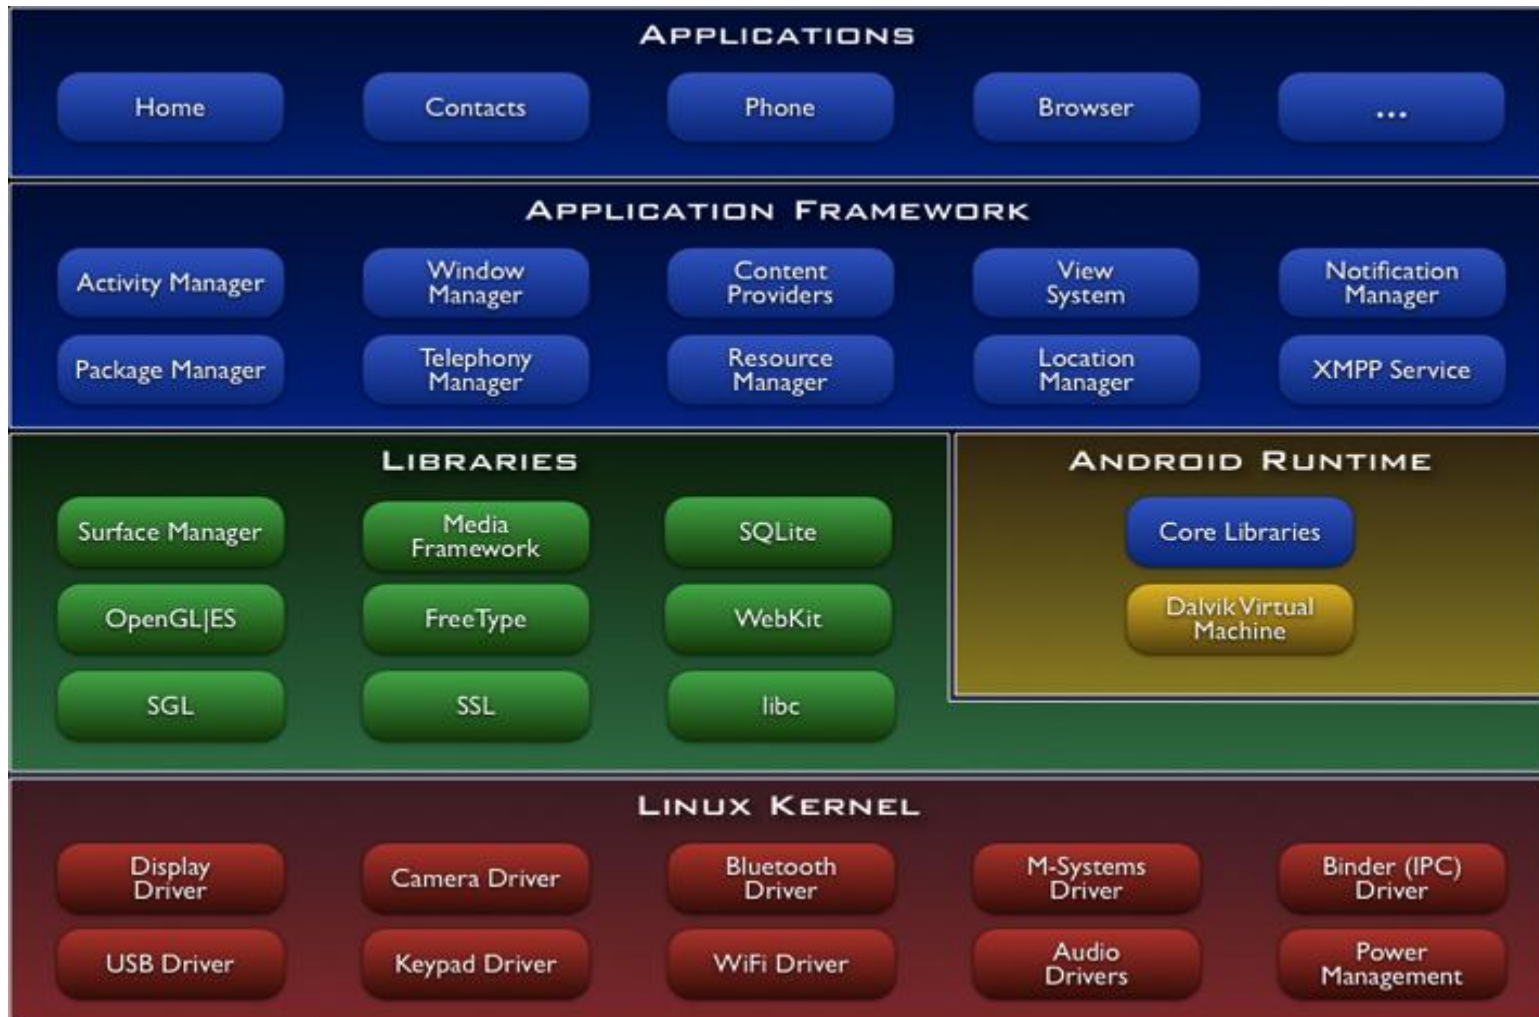 APPLICATIONS
Home
Contacts
Phone
Browser
...
APPLICATION FRAMEWORK
Activity Manager
Window
Manager
Content
Providers
View
System
Notification
Manager
Package Manager
Telephony
Manager
Resource
Manager
Location
Manager
XMPP Service
LIBRARIES
Surface Manager
Media
Framework
SQLite
OpenGL|ES
FreeType
WebKit
SGL
SSL
libc
ANDROID RUNTIME
Core Libraries
Dalvik Virtual
Machine
LINUX KERNEL
Display
Driver
Camera Driver
Bluetooth
Driver
M-Systems
Driver
Binder (IPC)
Driver
USB Driver
Keypad Driver
WiFi Driver
Audio
Drivers
Power
Management